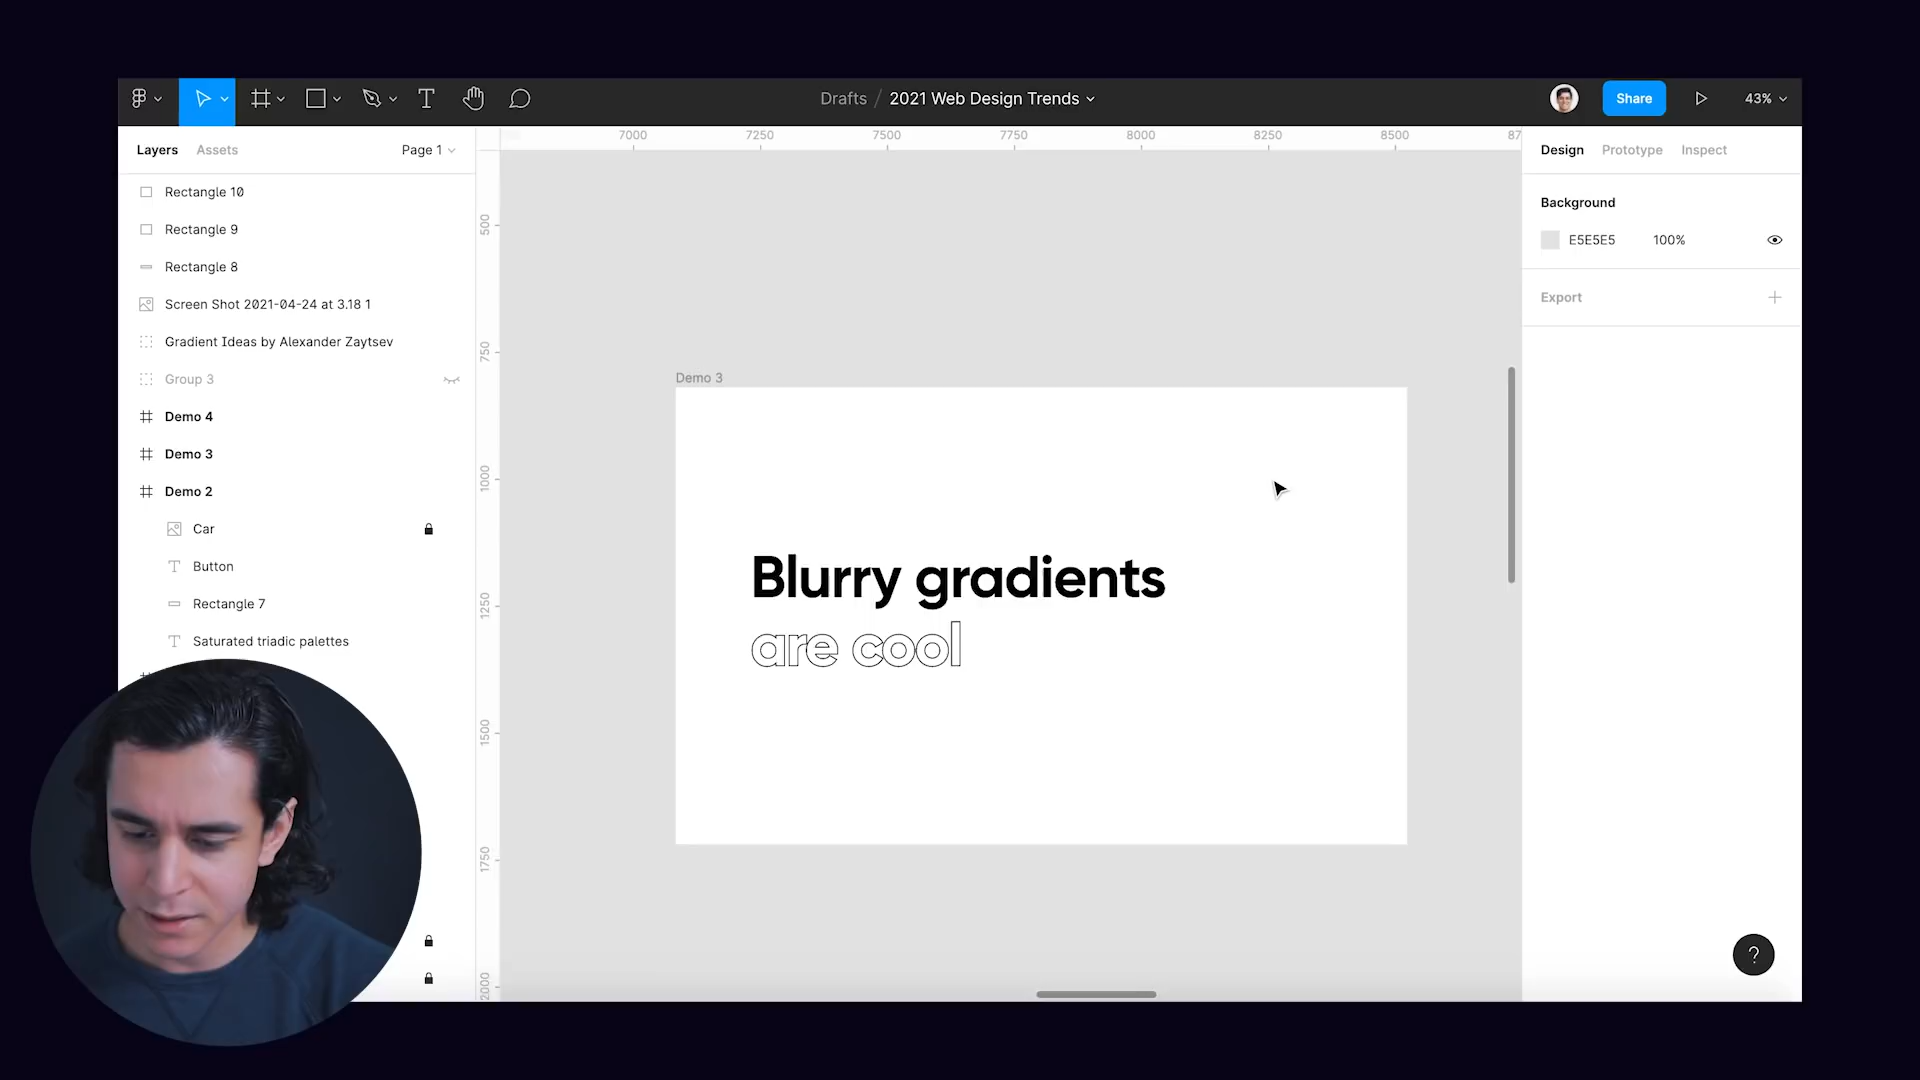 Drafts / 2021 Web Design Trends
Share
43%
Layers
Assets
Page 1
7000
7250
7500
7750
8000
8250
8500
87
Design
Prototype
Inspect
Rectangle 10
Rectangle 9
Rectangle 8
Screen Shot 2021-04-24 at 3.18 1
Gradient Ideas by Alexander Zaytsev
Group 3
Demo 4
Demo 3
Demo 2
Car
Button
Rectangle 7
Saturated triadic palettes
500
750
1000
1250
1500
1750
2000
Demo 3
Blurry gradients
are cool
Background
E5E5E5 100%
Export
?